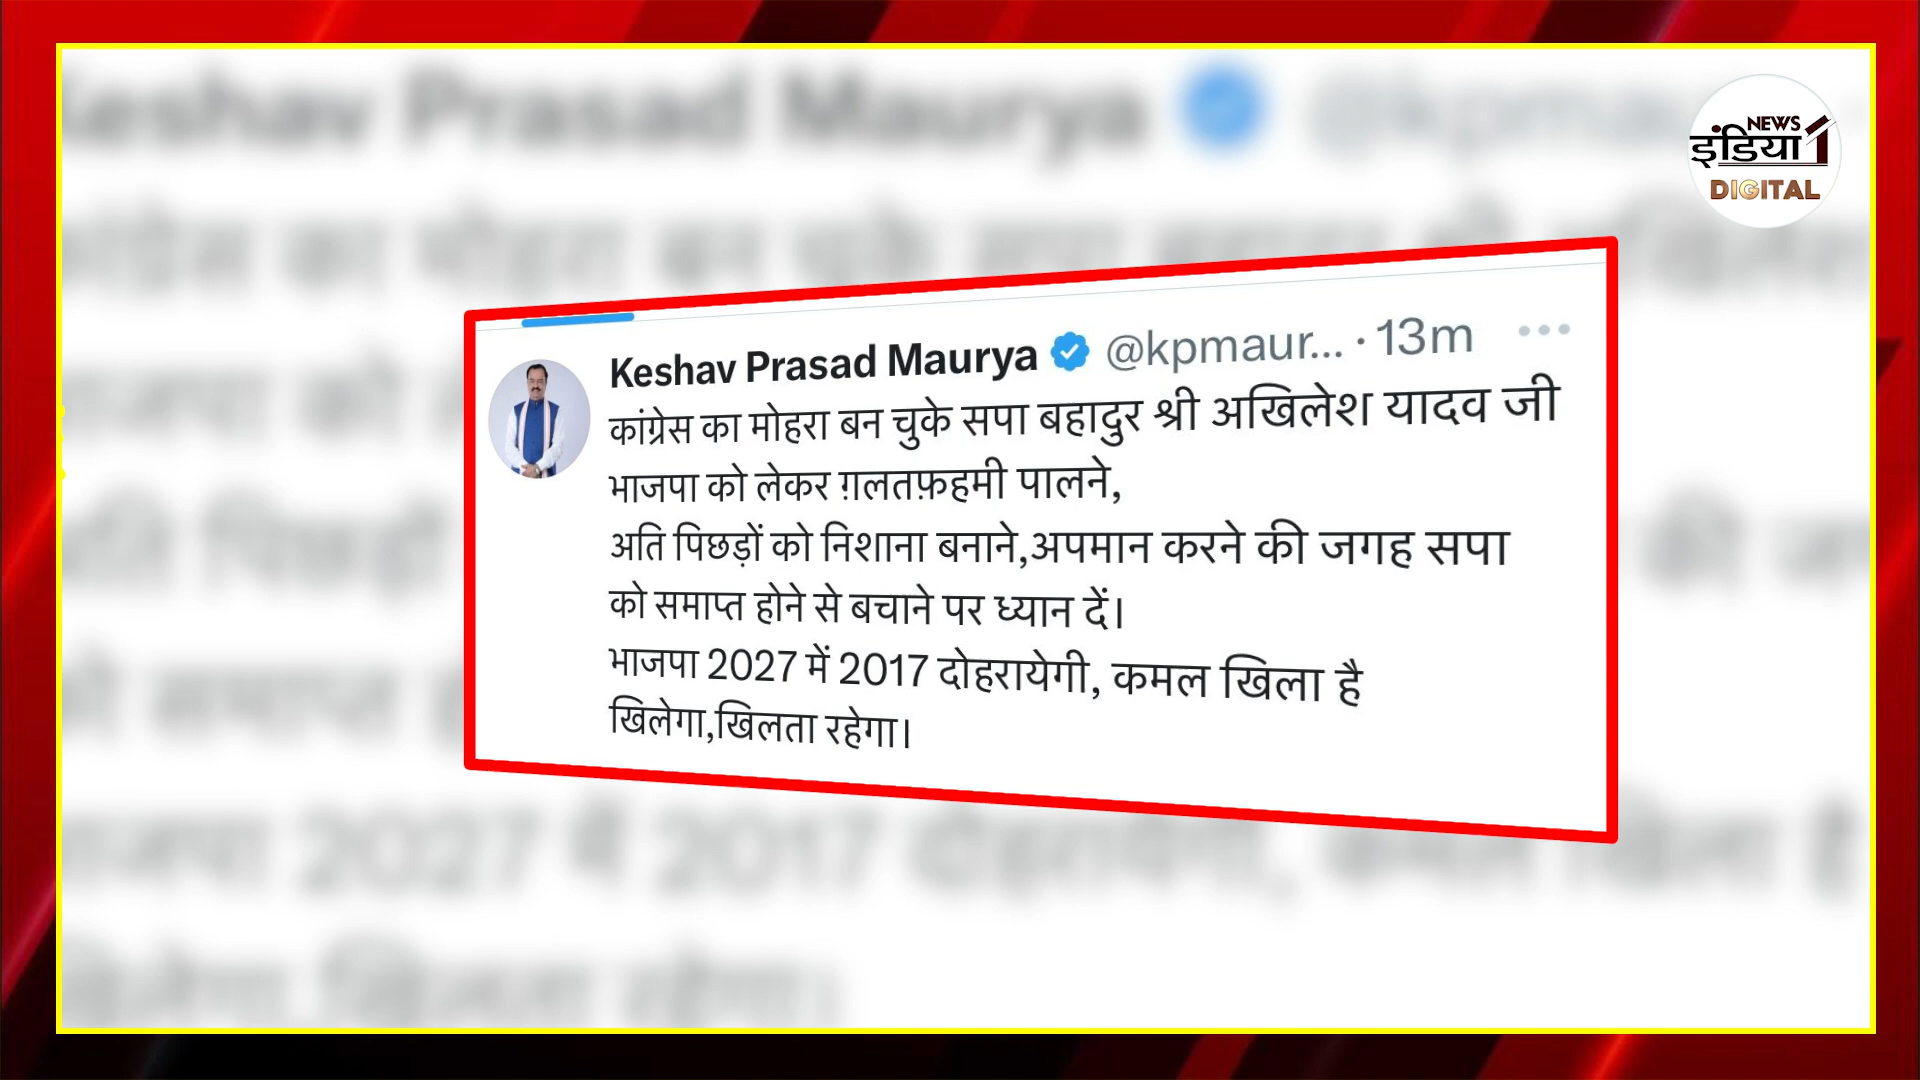 NEWS
इंडिया 1
DIGITAL
Keshav Prasad Maurya @kpmaur... · 13m
कांग्रेस का मोहरा बन चुके सपा बहादुर श्री अखिलेश यादव जी
भाजपा को लेकर ग़लतफ़हमी पालने,
अति पिछड़ों को निशाना बनाने,अपमान करने की जगह सपा
को समाप्त होने से बचाने पर ध्यान दें।
भाजपा 2027 में 2017 दोहरायेगी, कमल खिला है
खिलेगा,खिलता रहेगा।